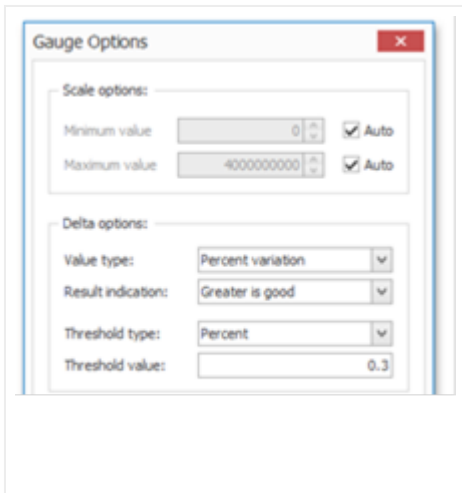 Gauge Options
Scale options:
Minimum value 0 Auto
Maximum value 4000000000 Auto
Delta options:
Value type: Percent variation
Result indication: Greater is good
Threshold type: Percent
Threshold value: 0.3